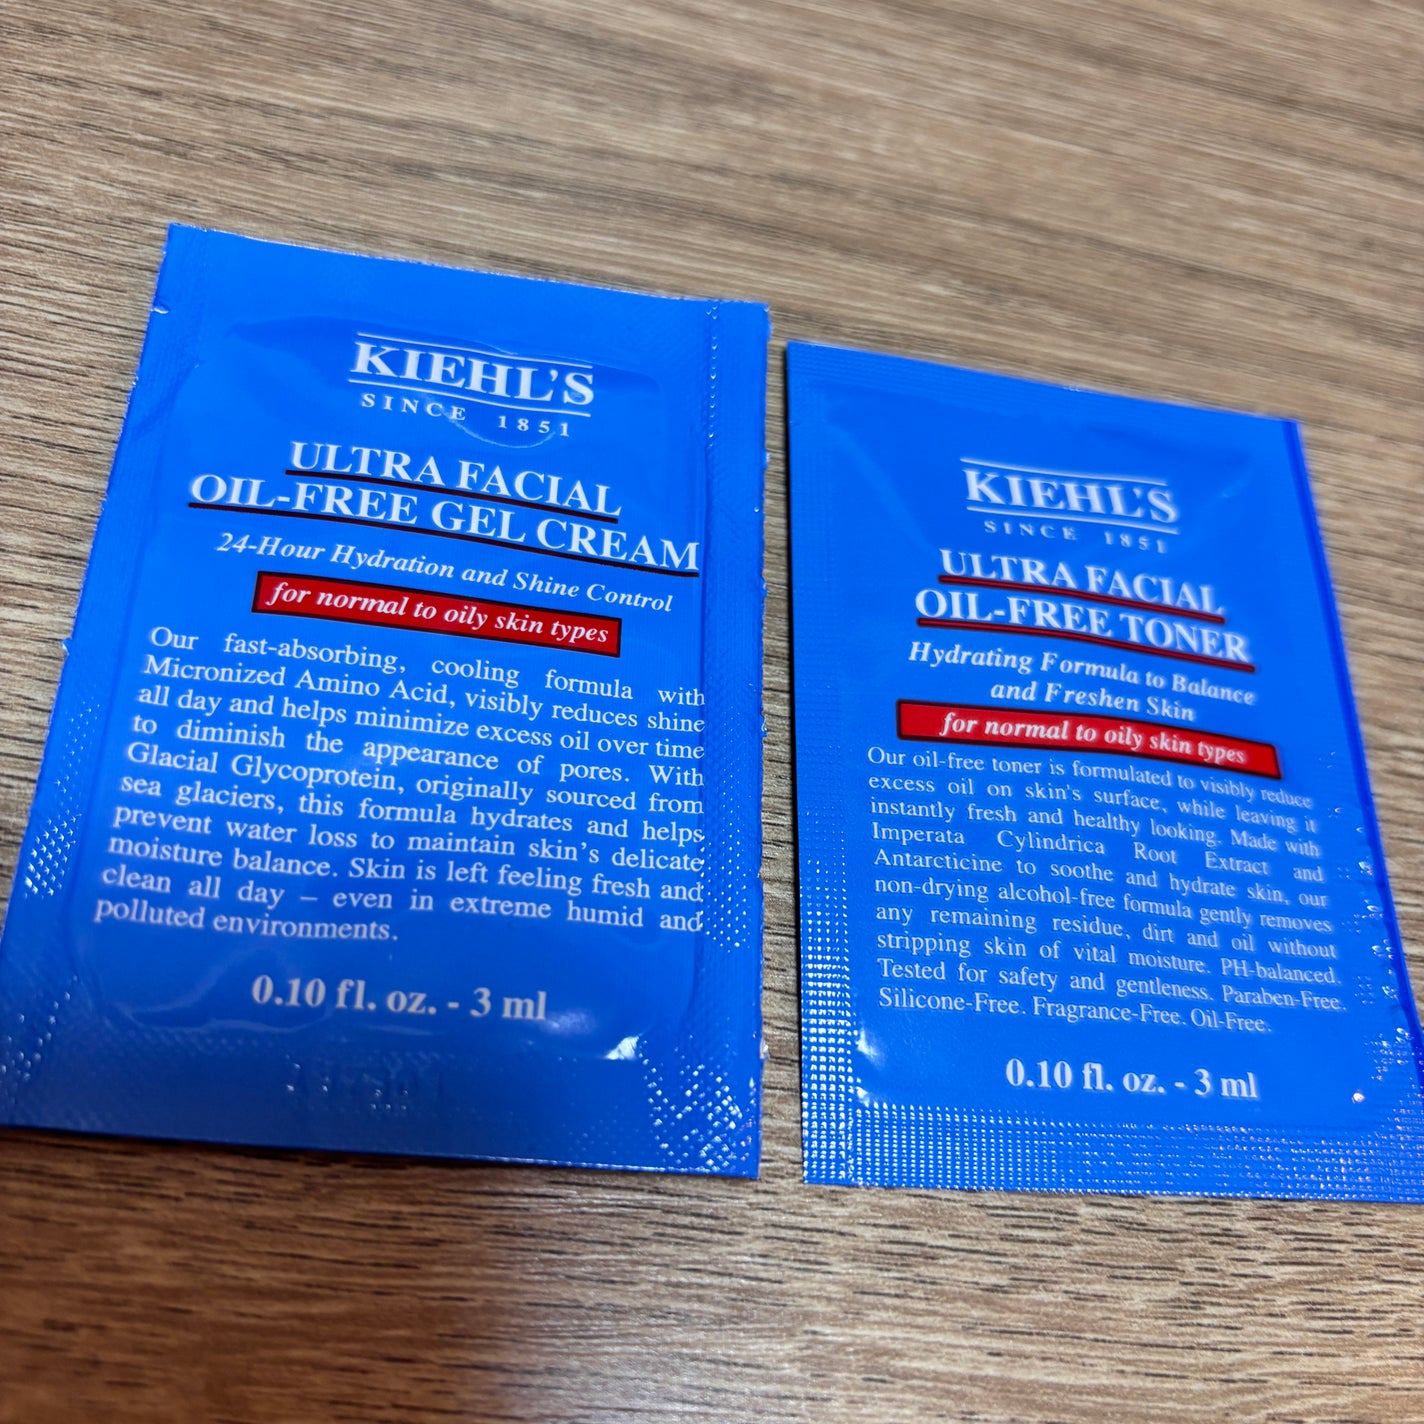 KIEHL'S
SINCE 1851
ULTRA FACIAL
OIL-FREE GEL CREAM
24-Hour Hydration and Shine Control
for normal to oily skin types
Our fast-absorbing, cooling formula with
Micronized Amino Acid, visibly reduces shine
all day and helps minimize excess oil over time
to diminish the appearance of pores. With
Glacial Glycoprotein, originally sourced from
sea glaciers, this formula hydrates and helps
prevent water loss to maintain skin's delicate
moisture balance. Skin is left feeling fresh and
clean all day – even in extreme humid and
polluted environments.
0.10 fl. oz. - 3 ml
KIEHL'S
SINCE 1851
ULTRA FACIAL
OIL-FREE TONER
Hydrating Formula to Balance
and Freshen Skin
for normal to oily skin types
Our oil-free toner is formulated to visibly reduce
excess oil on skin's surface, while leaving it
instantly fresh and healthy looking. Made with
Imperata Cylindrica Root Extract and
Antarcticine to soothe and hydrate skin, our
non-drying alcohol-free formula gently removes
any remaining residue, dirt and oil without
stripping skin of vital moisture. PH-balanced.
Tested for safety and gentleness. Paraben-Free.
Silicone-Free. Fragrance-Free. Oil-Free.
0.10 fl. oz. - 3 ml